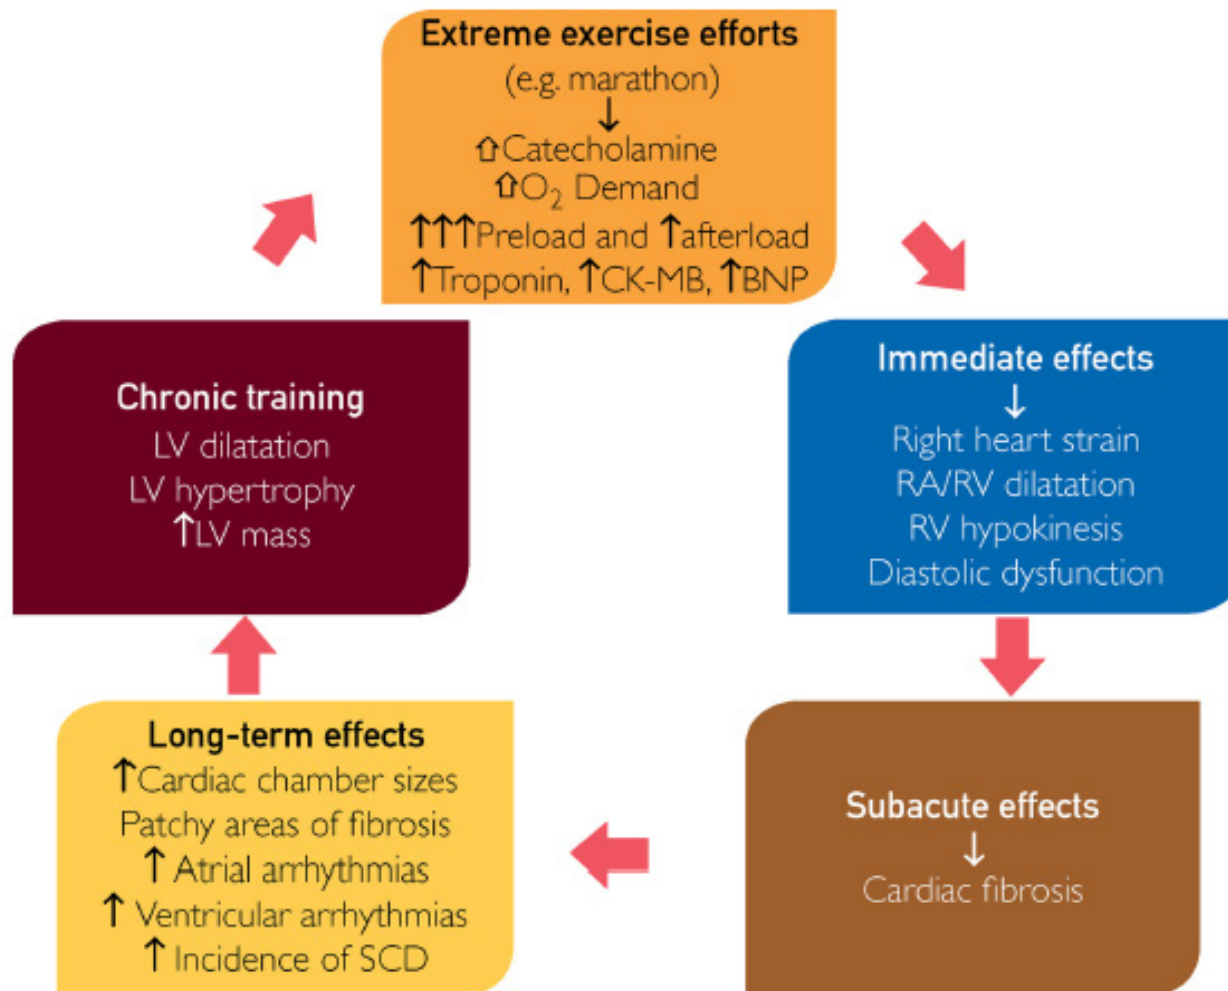 Extreme exercise efforts
(e.g. marathon)
↓
⇧Catecholamine
⇧O₂ Demand
↑↑↑Preload and ↑afterload
↑Troponin, ↑CK-MB, ↑BNP
Immediate effects
↓
Right heart strain
RA/RV dilatation
RV hypokinesis
Diastolic dysfunction
Subacute effects
↓
Cardiac fibrosis
Long-term effects
↑Cardiac chamber sizes
Patchy areas of fibrosis
↑ Atrial arrhythmias
↑ Ventricular arrhythmias
↑ Incidence of SCD
Chronic training
LV dilatation
LV hypertrophy
↑LV mass